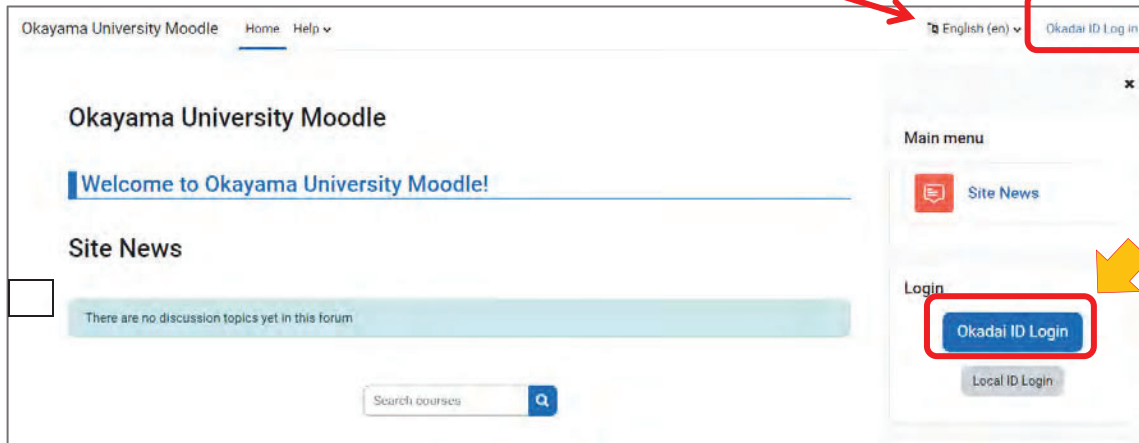 Okayama University Moodle Home Help English (en) Okadai ID Log in
Okayama University Moodle
Welcome to Okayama University Moodle!
Site News
There are no discussion topics yet in this forum
Search courses
Main menu
Site News
Login
Okadai ID Login
Local ID Login